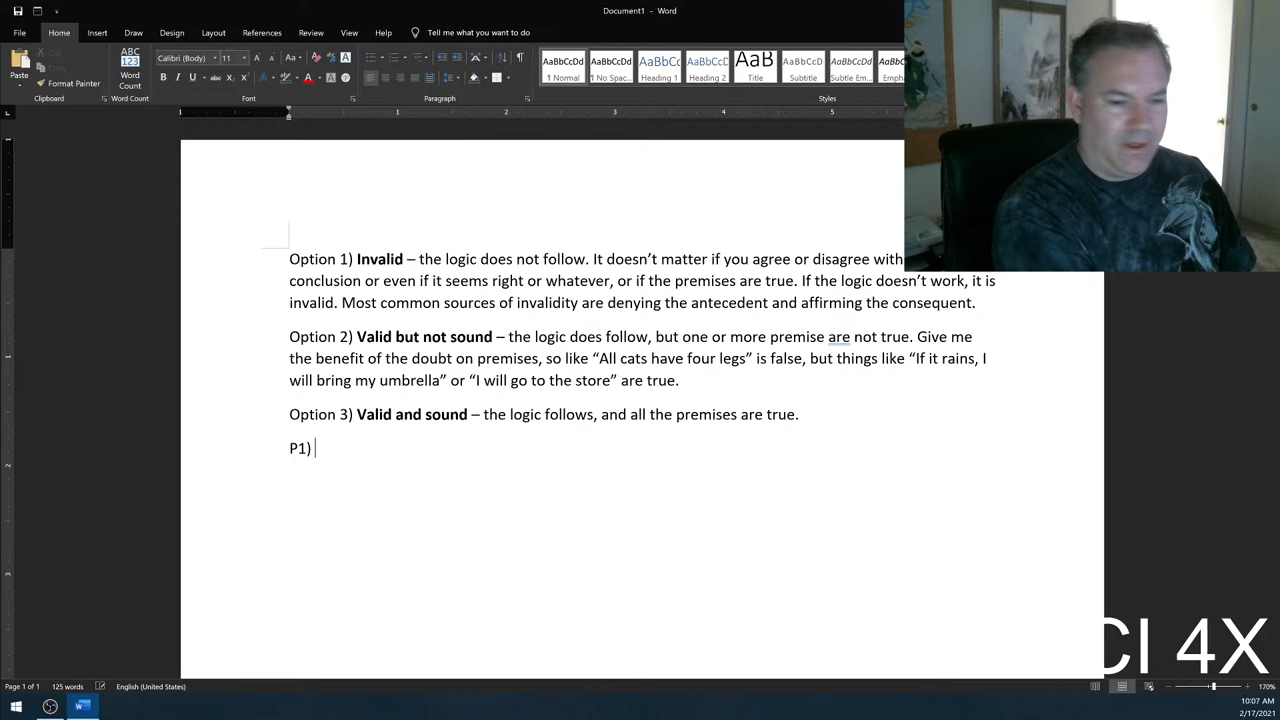 Document1 - Word
File Home Insert Draw Design Layout References Review View Help Tell me what you want to do
Paste
Cut
Copy
Format Painter
Clipboard
ABC
123
Word
Count
Word Count
Calibri (Body) 11
Font
Paragraph
AaBbCcDd AaBbCcDd AaBbCc AaBbCcD AaB AaBbCcD AaBbCcDd AaBbCc
¶ Normal ¶ No Spac... Heading 1 Heading 2 Title Subtitle Subtle Em... Emph
Styles
Option 1) Invalid – the logic does not follow. It doesn’t matter if you agree or disagree with
conclusion or even if it seems right or whatever, or if the premises are true. If the logic doesn’t work, it is
invalid. Most common sources of invalidity are denying the antecedent and affirming the consequent.
Option 2) Valid but not sound – the logic does follow, but one or more premise are not true. Give me
the benefit of the doubt on premises, so like “All cats have four legs” is false, but things like “If it rains, I
will bring my umbrella” or “I will go to the store” are true.
Option 3) Valid and sound – the logic follows, and all the premises are true.
P1)
CI 4X
Page 1 of 1 125 words English (United States) 170%
10:07 AM
2/17/2021